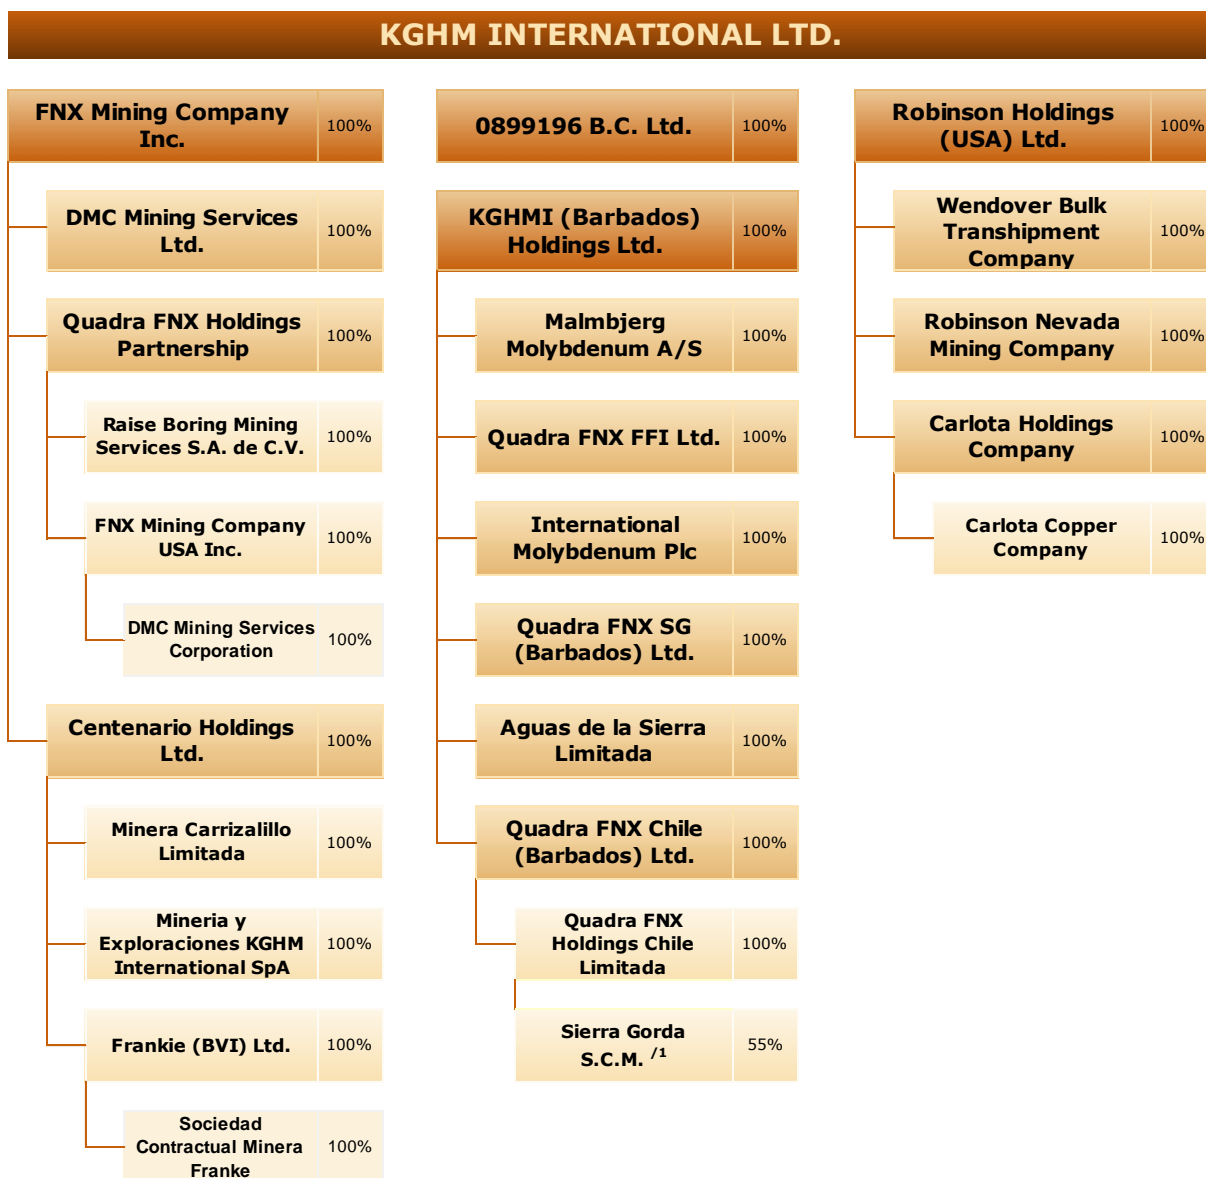 KGHM INTERNATIONAL LTD.
FNX Mining Company
Inc.
100%
DMC Mining Services
Ltd.
100%
Quadra FNX Holdings
Partnership
100%
Raise Boring Mining
Services S.A. de C.V.
100%
FNX Mining Company
USA Inc.
100%
DMC Mining Services
Corporation
100%
Centenario Holdings
Ltd.
100%
Minera Carrizalillo
Limitada
100%
Mineria y
Exploraciones KGHM
International SpA
100%
Frankie (BVI) Ltd.
100%
Sociedad
Contractual Minera
Franke
100%
0899196 B.C. Ltd.
100%
KGHMI (Barbados)
Holdings Ltd.
100%
Malmbjerg
Molybdenum A/S
100%
Quadra FNX FFI Ltd.
100%
International
Molybdenum Plc
100%
Quadra FNX SG
(Barbados) Ltd.
100%
Aguas de la Sierra
Limitada
100%
Quadra FNX Chile
(Barbados) Ltd.
100%
Quadra FNX
Holdings Chile
Limitada
100%
Sierra Gorda
S.C.M. /1
55%
Robinson Holdings
(USA) Ltd.
100%
Wendover Bulk
Transhipment
Company
100%
Robinson Nevada
Mining Company
100%
Carlota Holdings
Company
100%
Carlota Copper
Company
100%